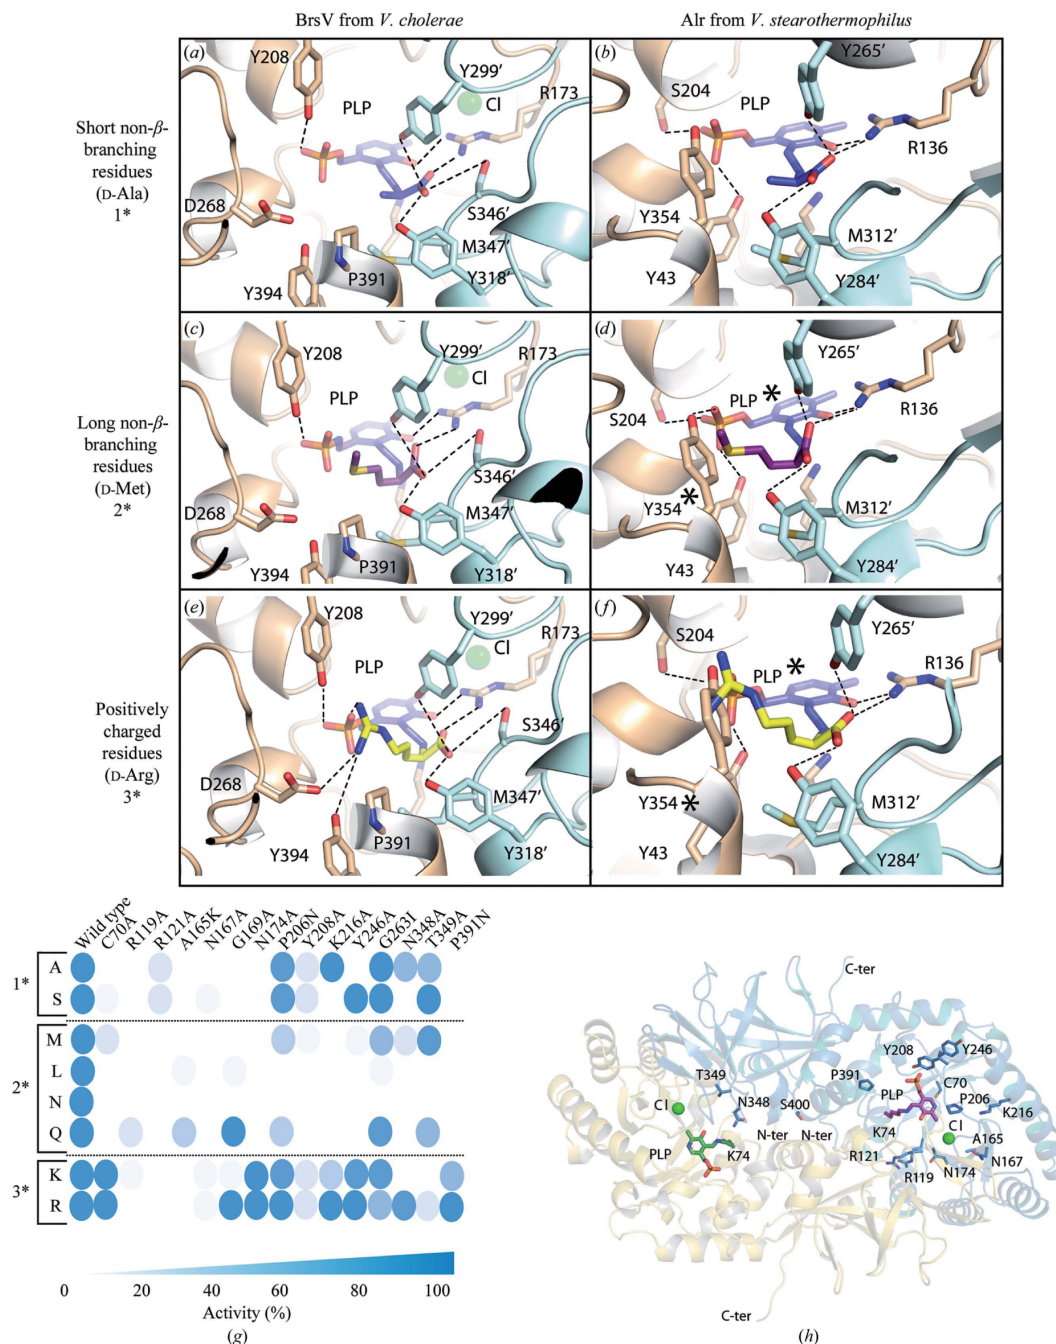 BrsV from V. cholerae
Alr from V. stearothermophilus
Short non-β-
branching
residues
(D-Ala)
1*
(a)
Y208
PLP
Y299′
Cl
R173
D268
S346′
M347′
P391
Y318′
Y394
(b)
Y265′
S204
PLP
R136
Y354
M312′
Y43
Y284′
Long non-β-
branching
residues
(D-Met)
2*
(c)
Y208
PLP
Y299′
R173
Cl
S346′
D268
M347′
P391
Y394
Y318′
(d)
Y265′
PLP *
S204
R136
Y354 *
M312′
Y43
Y284′
Positively
charged
residues
(D-Arg)
3*
(e)
Y208
PLP
Y299′
R173
Cl
S346′
D268
M347′
P391
Y394
Y318′
(f)
S204
PLP *
Y265′
R136
Y354 *
M312′
Y43
Y284′
Wild type
C70A
R119A
R121A
A165K
N167A
G169A
N174A
P206N
Y208A
K216A
Y246A
G263I
N348A
T349A
P391N
1*
A
S
2*
M
L
N
Q
3*
K
R
0 20 40 60 80 100
Activity (%)
(g)
C-ter
Y208
Y246
T349
P391
C70
PLP
P206
Cl
N348
S400
K216
K74
Cl
N-ter
N-ter
A165
PLP
K74
R121
N167
N174
R119
C-ter
(h)